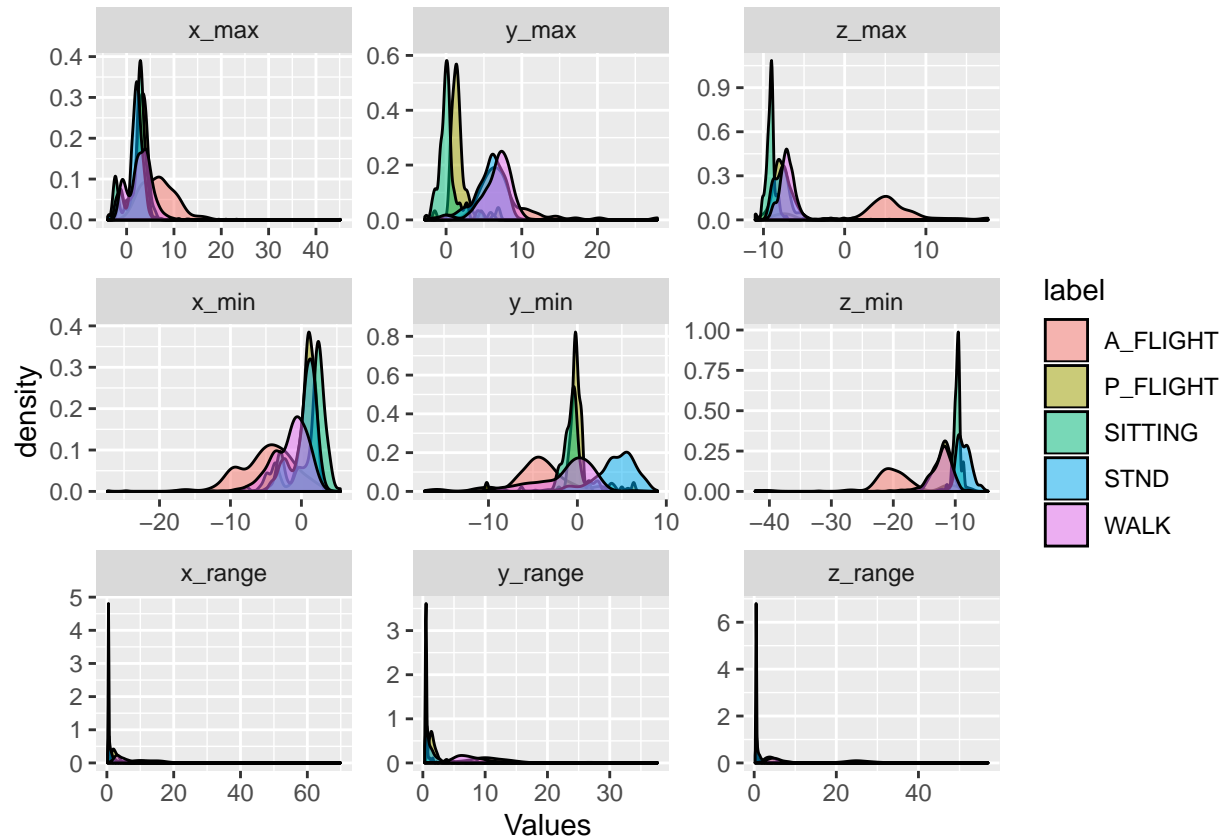 x_max
y_max
z_max
0.4
0.3
0.2
0.1
0.0
0 10 20 30 40
0.6
0.4
0.2
0.0
0 10 20
0.9
0.6
0.3
0.0
−10 0 10
x_min
y_min
z_min
0.4
0.3
0.2
0.1
0.0
−20 −10 0
0.8
0.6
0.4
0.2
0.0
−10 0 10
1.00
0.75
0.50
0.25
0.00
−40 −30 −20 −10
x_range
y_range
z_range
5
4
3
2
1
0
0 20 40 60
3
2
1
0
0 10 20 30
6
4
2
0
0 20 40
density
Values
label
A_FLIGHT
P_FLIGHT
SITTING
STND
WALK